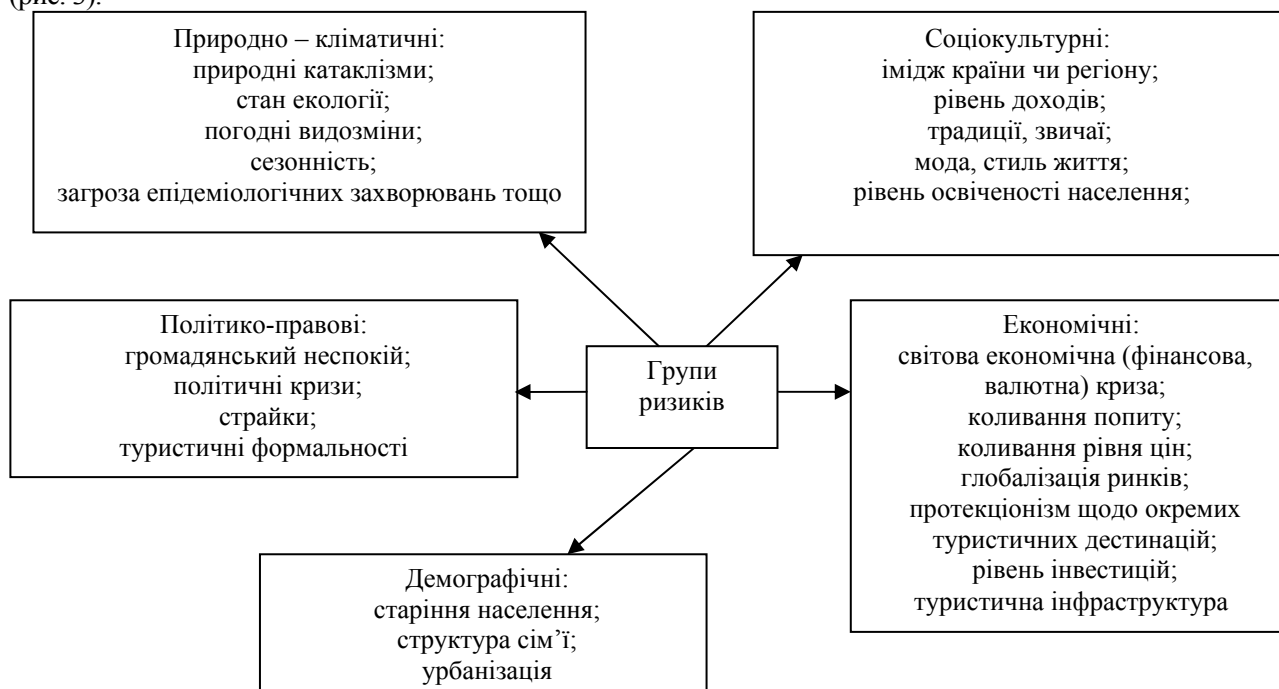 (рис. 3).
Природно – кліматичні:
природні катаклізми;
стан екології;
погодні видозміни;
сезонність;
загроза епідеміологічних захворювань тощо
Соціокультурні:
імідж країни чи регіону;
рівень доходів;
традиції, звичаї;
мода, стиль життя;
рівень освіченості населення;
Політико-правові:
громадянський неспокій;
політичні кризи;
страйки;
туристичні формальності
Групи
ризиків
Економічні:
світова економічна (фінансова,
валютна) криза;
коливання попиту;
коливання рівня цін;
глобалізація ринків;
протекціонізм щодо окремих
туристичних дестинацій;
рівень інвестицій;
туристична інфраструктура
Демографічні:
старіння населення;
структура сім’ї;
урбанізація